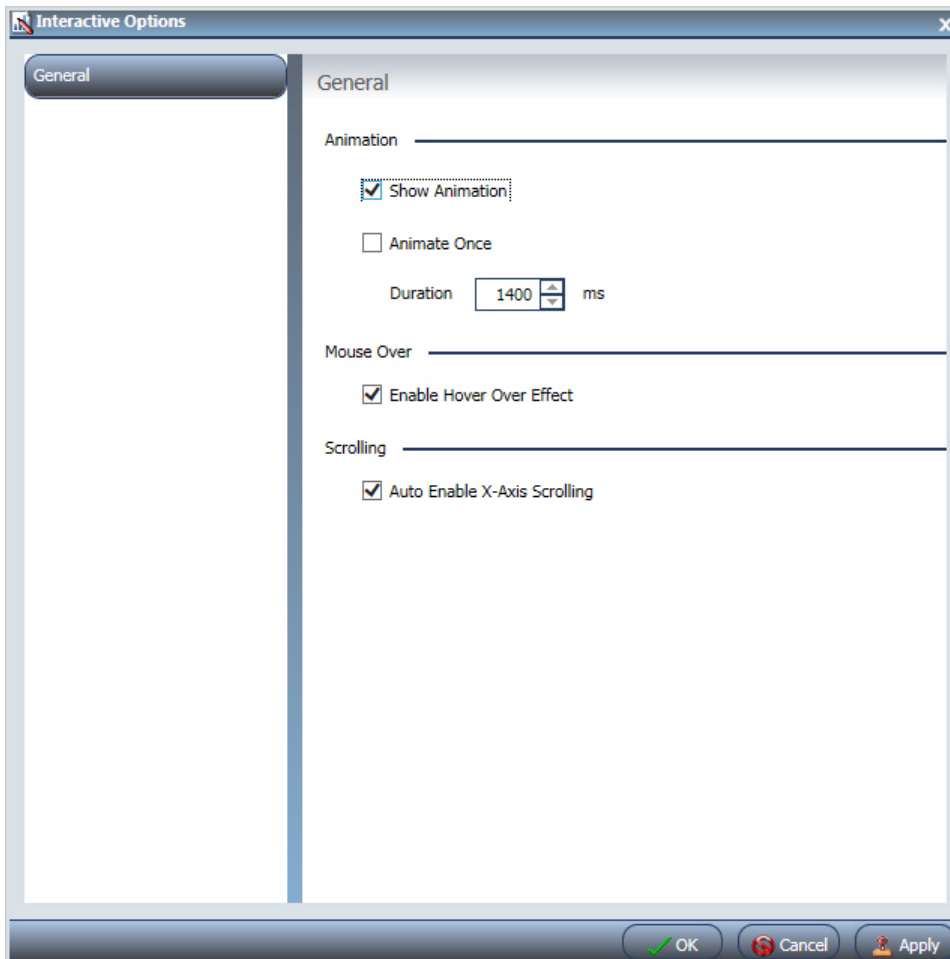 Interactive Options
General
General
Animation
Show Animation
Animate Once
Duration 1400 ms
Mouse Over
Enable Hover Over Effect
Scrolling
Auto Enable X-Axis Scrolling
OK Cancel Apply